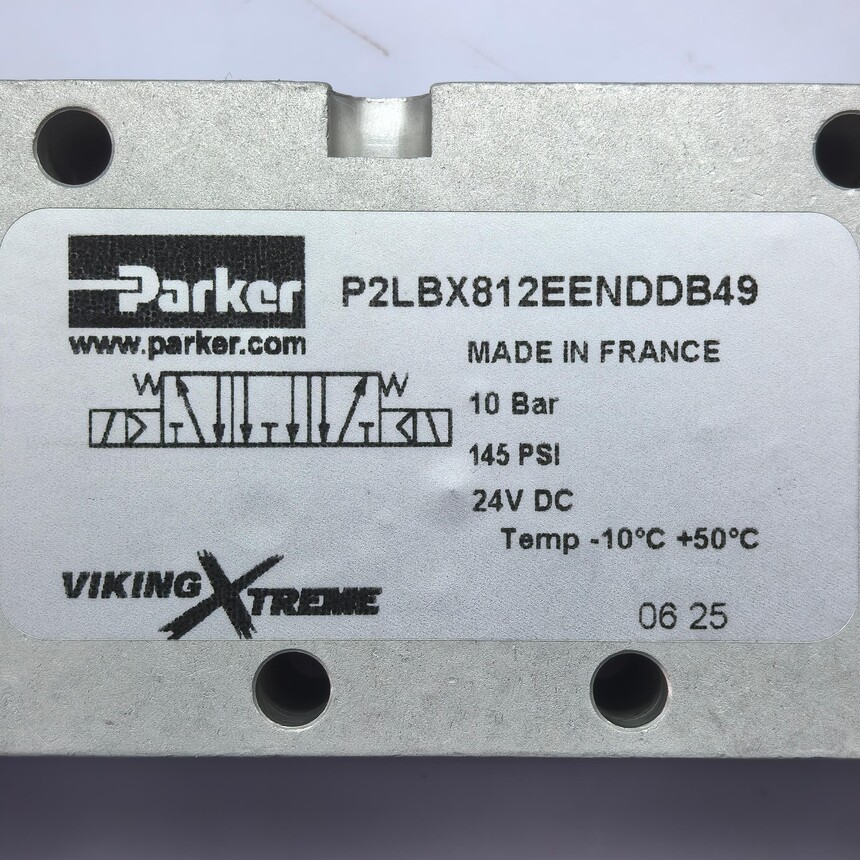 Parker
P2LBX812EENDDB49
www.parker.com
MADE IN FRANCE
10 Bar
145 PSI
24V DC
Temp -10°C +50°C
VIKING XTREME
06 25